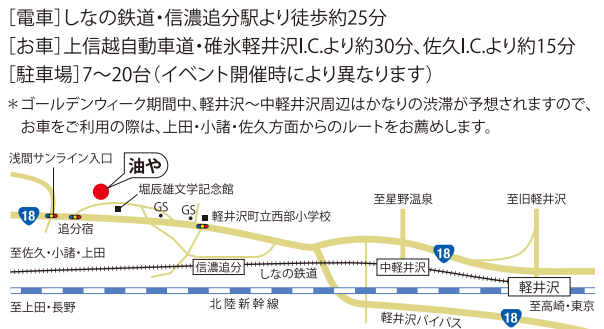 [電車]しなの鉄道・信濃追分駅より徒歩約25分
[お車]上信越自動車道・碓氷軽井沢I.C.より約30分、佐久I.C.より約15分
[駐車場]7〜20台（イベント開催時により異なります）
＊ゴールデンウィーク期間中、軽井沢〜中軽井沢周辺はかなりの渋滞が予想されますので、
お車をご利用の際は、上田・小諸・佐久方面からのルートをお薦めします。
浅間サンライン入口
油や
堀辰雄文学記念館
至星野温泉
至旧軽井沢
18
追分宿
GS
GS
軽井沢町立西部小学校
18
至佐久・小諸・上田
信濃追分
しなの鉄道
中軽井沢
軽井沢
至上田・長野
北陸新幹線
至高崎・東京
軽井沢バイパス
18